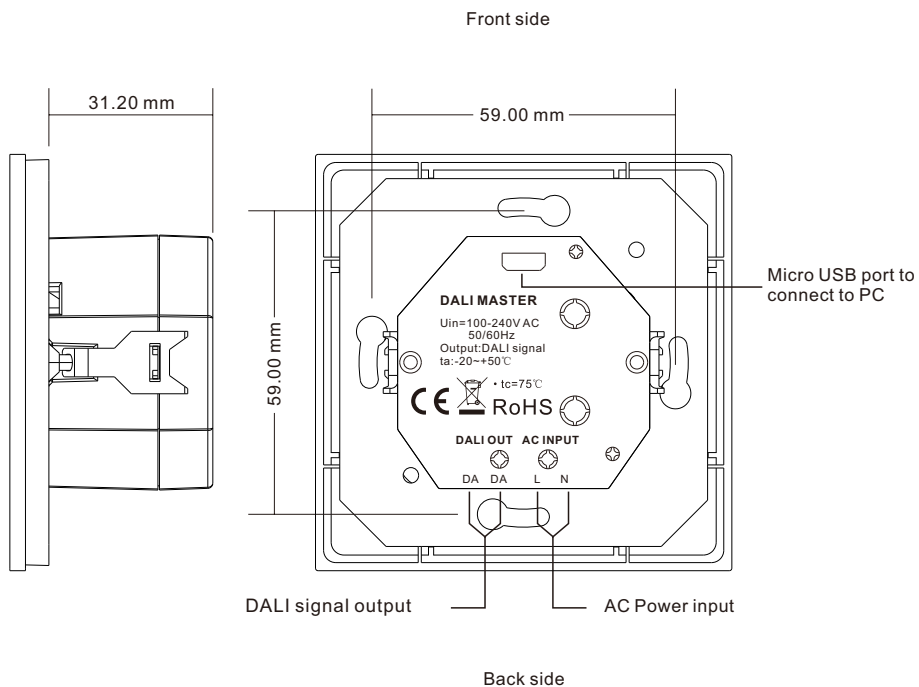 Front side
31.20 mm
59.00 mm
59.00 mm
Micro USB port to
connect to PC
DALI MASTER
Uin=100-240V AC
50/60Hz
Output:DALI signal
ta:-20~+50℃
• tc=75℃
CE RoHS
DALI OUT AC INPUT
DA DA L N
DALI signal output
AC Power input
Back side